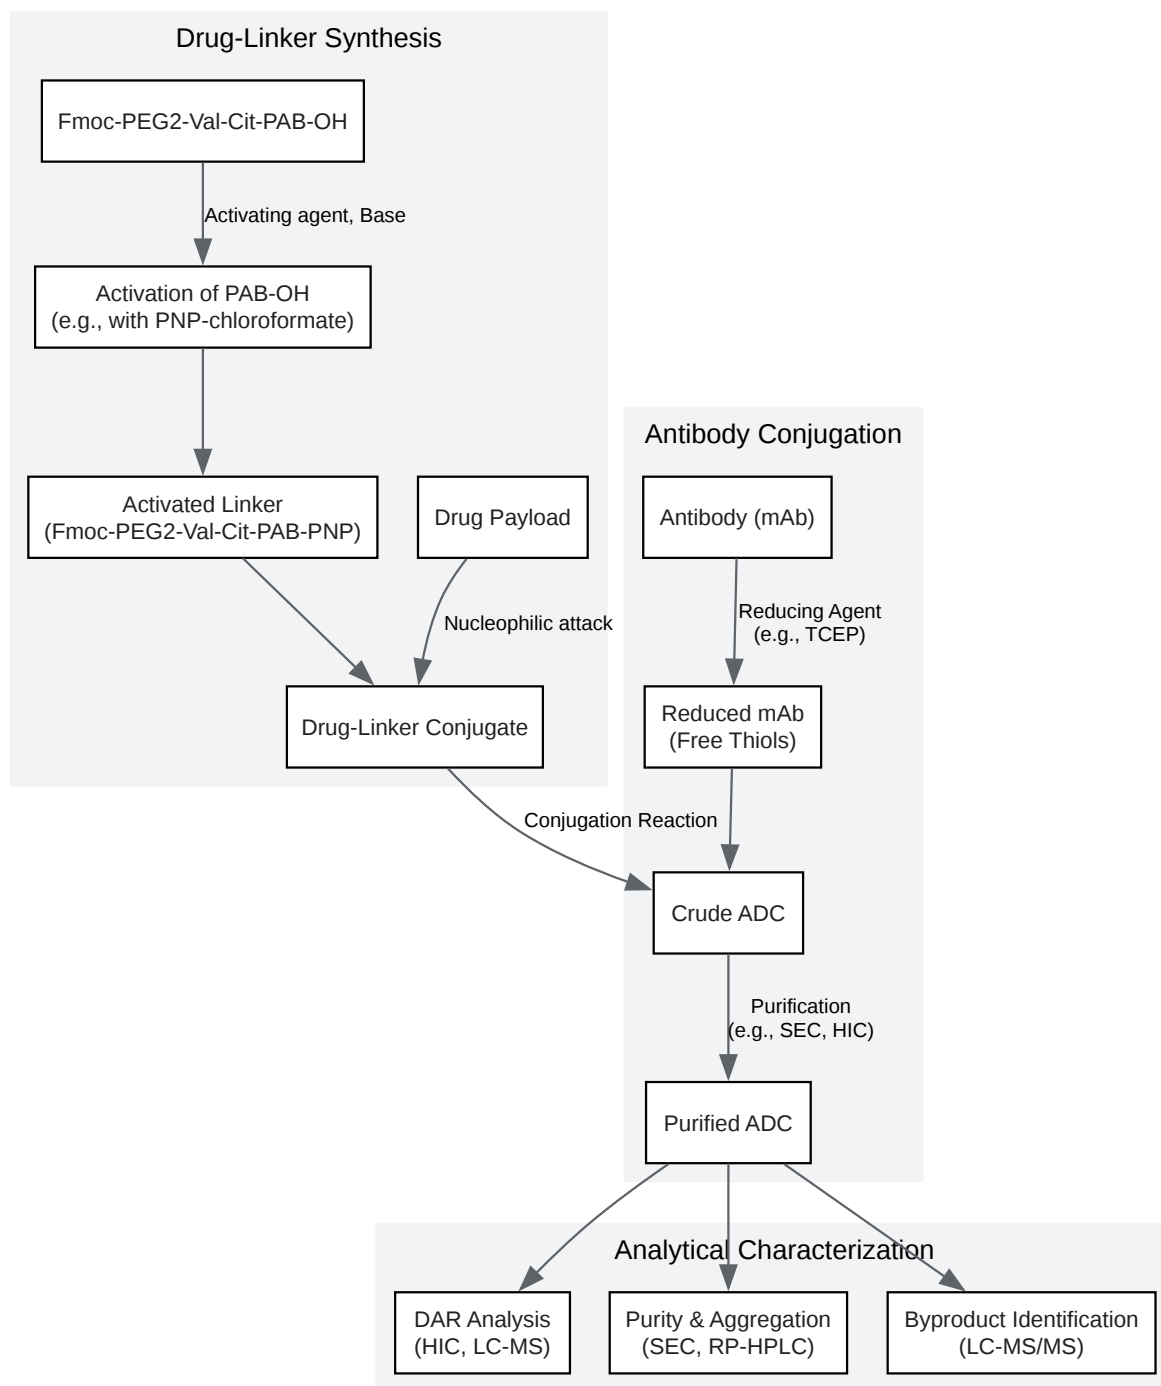 Drug-Linker Synthesis
Fmoc-PEG2-Val-Cit-PAB-OH
Activating agent, Base
Activation of PAB-OH
(e.g., with PNP-chloroformate)
Activated Linker
(Fmoc-PEG2-Val-Cit-PAB-PNP)
Drug Payload
Nucleophilic attack
Drug-Linker Conjugate
Antibody Conjugation
Antibody (mAb)
Reducing Agent
(e.g., TCEP)
Reduced mAb
(Free Thiols)
Conjugation Reaction
Crude ADC
Purification
(e.g., SEC, HIC)
Purified ADC
Analytical Characterization
DAR Analysis
(HIC, LC-MS)
Purity & Aggregation
(SEC, RP-HPLC)
Byproduct Identification
(LC-MS/MS)